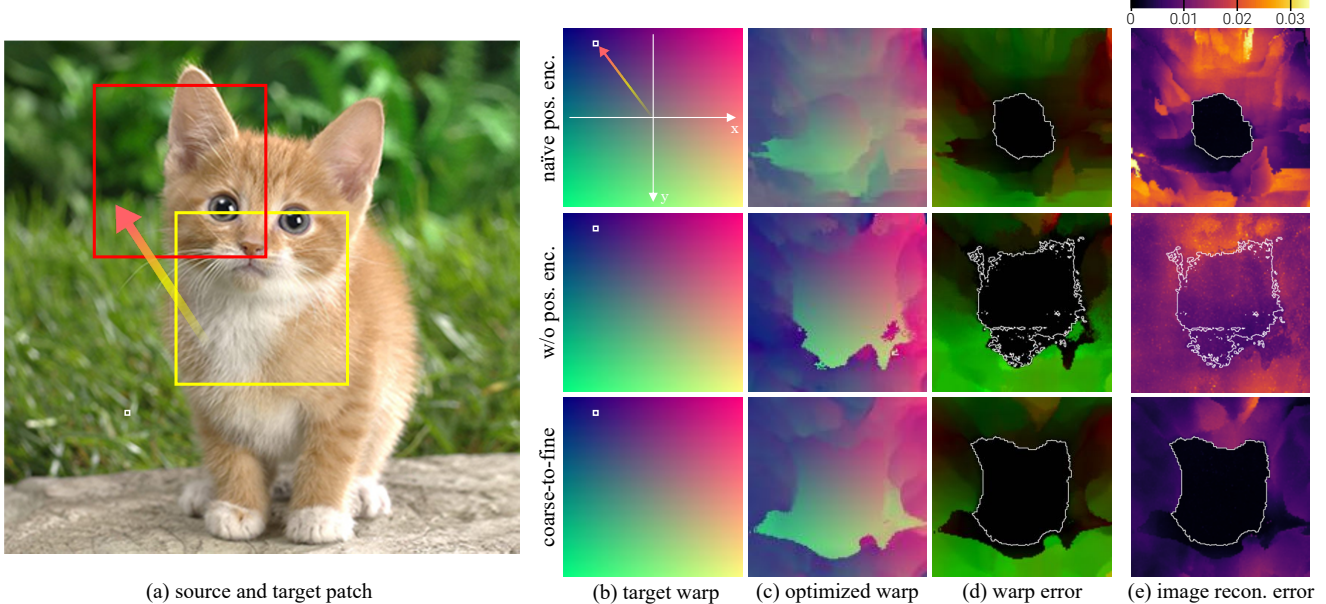 0 0.01 0.02 0.03
naïve pos. enc.
x
y
w/o pos. enc.
coarse-to-fine
(a) source and target patch
(b) target warp
(c) optimized warp
(d) warp error
(e) image recon. error